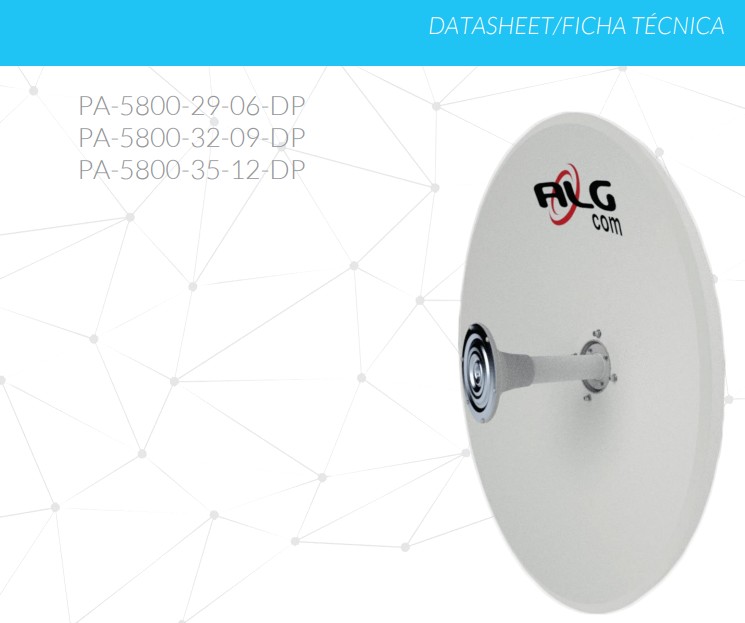 DATASHEET/FICHA TÉCNICA
PA-5800-29-06-DP
PA-5800-32-09-DP
PA-5800-35-12-DP
ALG
com